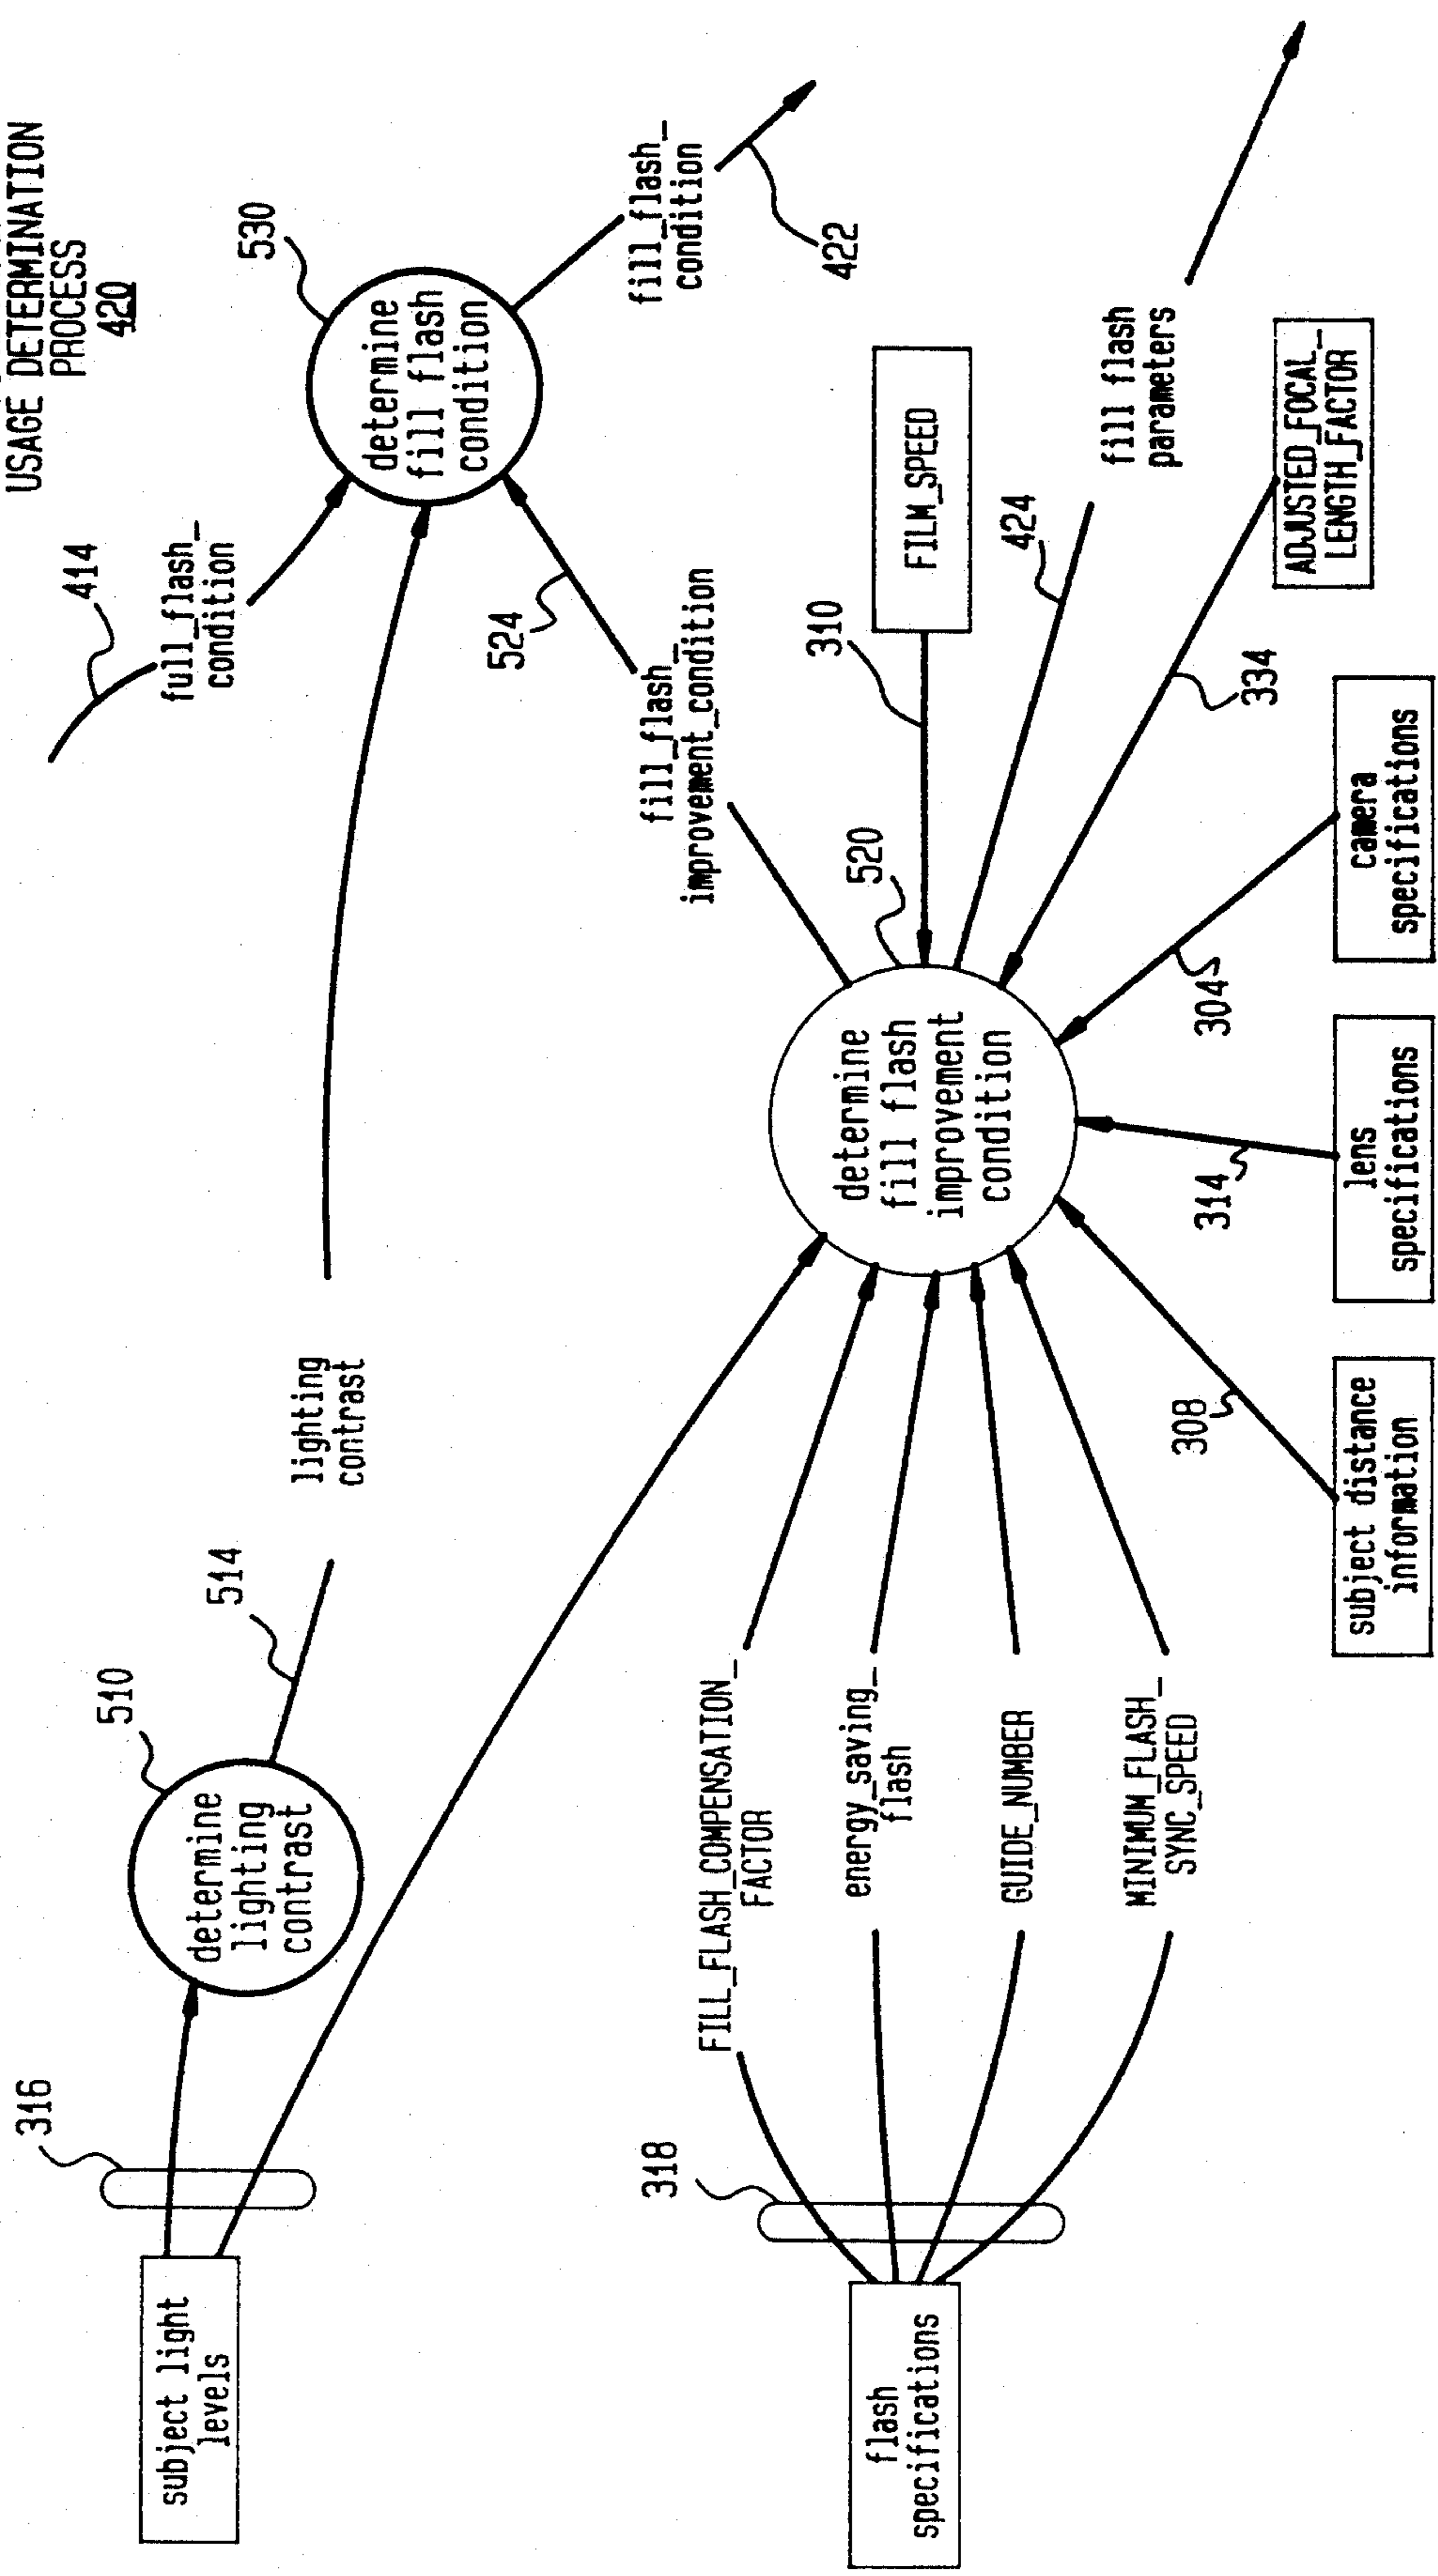 USAGE DETERMINATION
PROCESS
420
subject light
levels
316
510
determine
lighting
contrast
514
lighting
contrast
414
full_flash_
condition
530
determine
fill flash
condition
fill_flash_
condition
422
524
fill_flash_
improvement_condition
flash
specifications
318
FILL_FLASH_COMPENSATION_
FACTOR
energy_saving_
flash
GUIDE_NUMBER
MINIMUM_FLASH_
SYNC_SPEED
520
determine
fill flash
improvement
condition
310
FILM_SPEED
424
fill flash
parameters
334
ADJUSTED_FOCAL_
LENGTH_FACTOR
304
camera
specifications
314
lens
specifications
308
subject distance
information